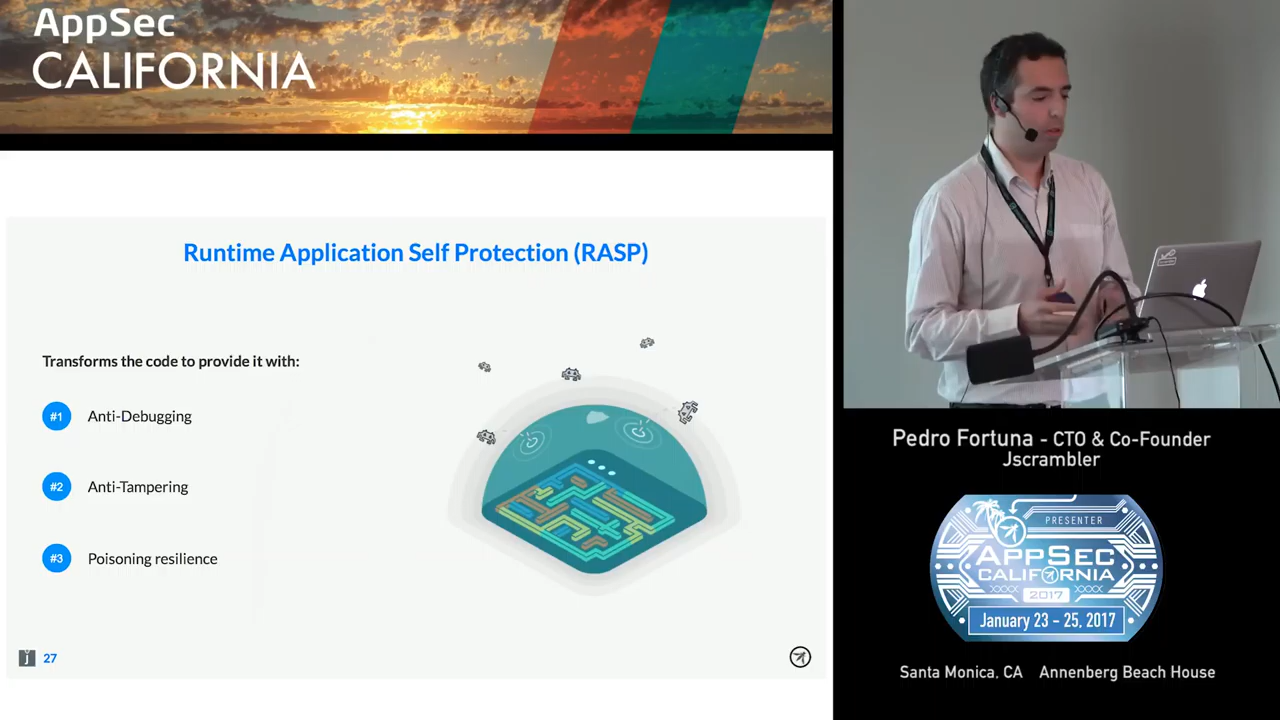 AppSec
CALIFORNIA
Runtime Application Self Protection (RASP)
Transforms the code to provide it with:
#1 Anti-Debugging
#2 Anti-Tampering
#3 Poisoning resilience
j 27
Pedro Fortuna - CTO & Co-Founder
Jscrambler
PRESENTER
APPSEC
CALIFORNIA
2017
January 23 - 25, 2017
Santa Monica, CA Annenberg Beach House